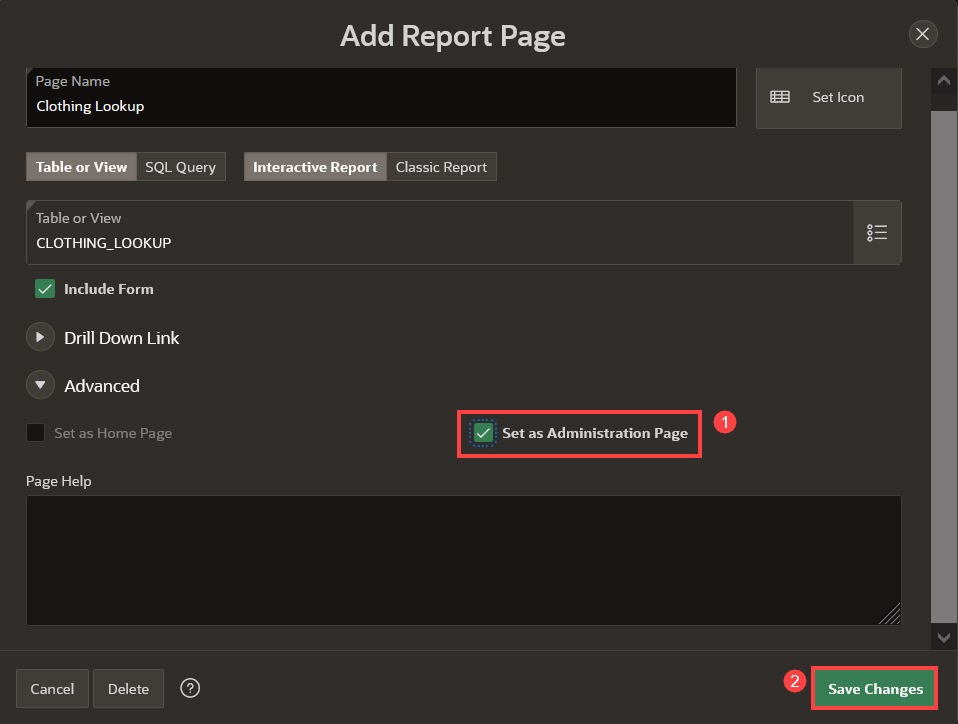 Add Report Page
Page Name
Clothing Lookup
Set Icon
Table or View SQL Query Interactive Report Classic Report
Table or View
CLOTHING_LOOKUP
Include Form
Drill Down Link
Advanced
Set as Home Page Set as Administration Page 1
Page Help
Cancel Delete ? 2 Save Changes